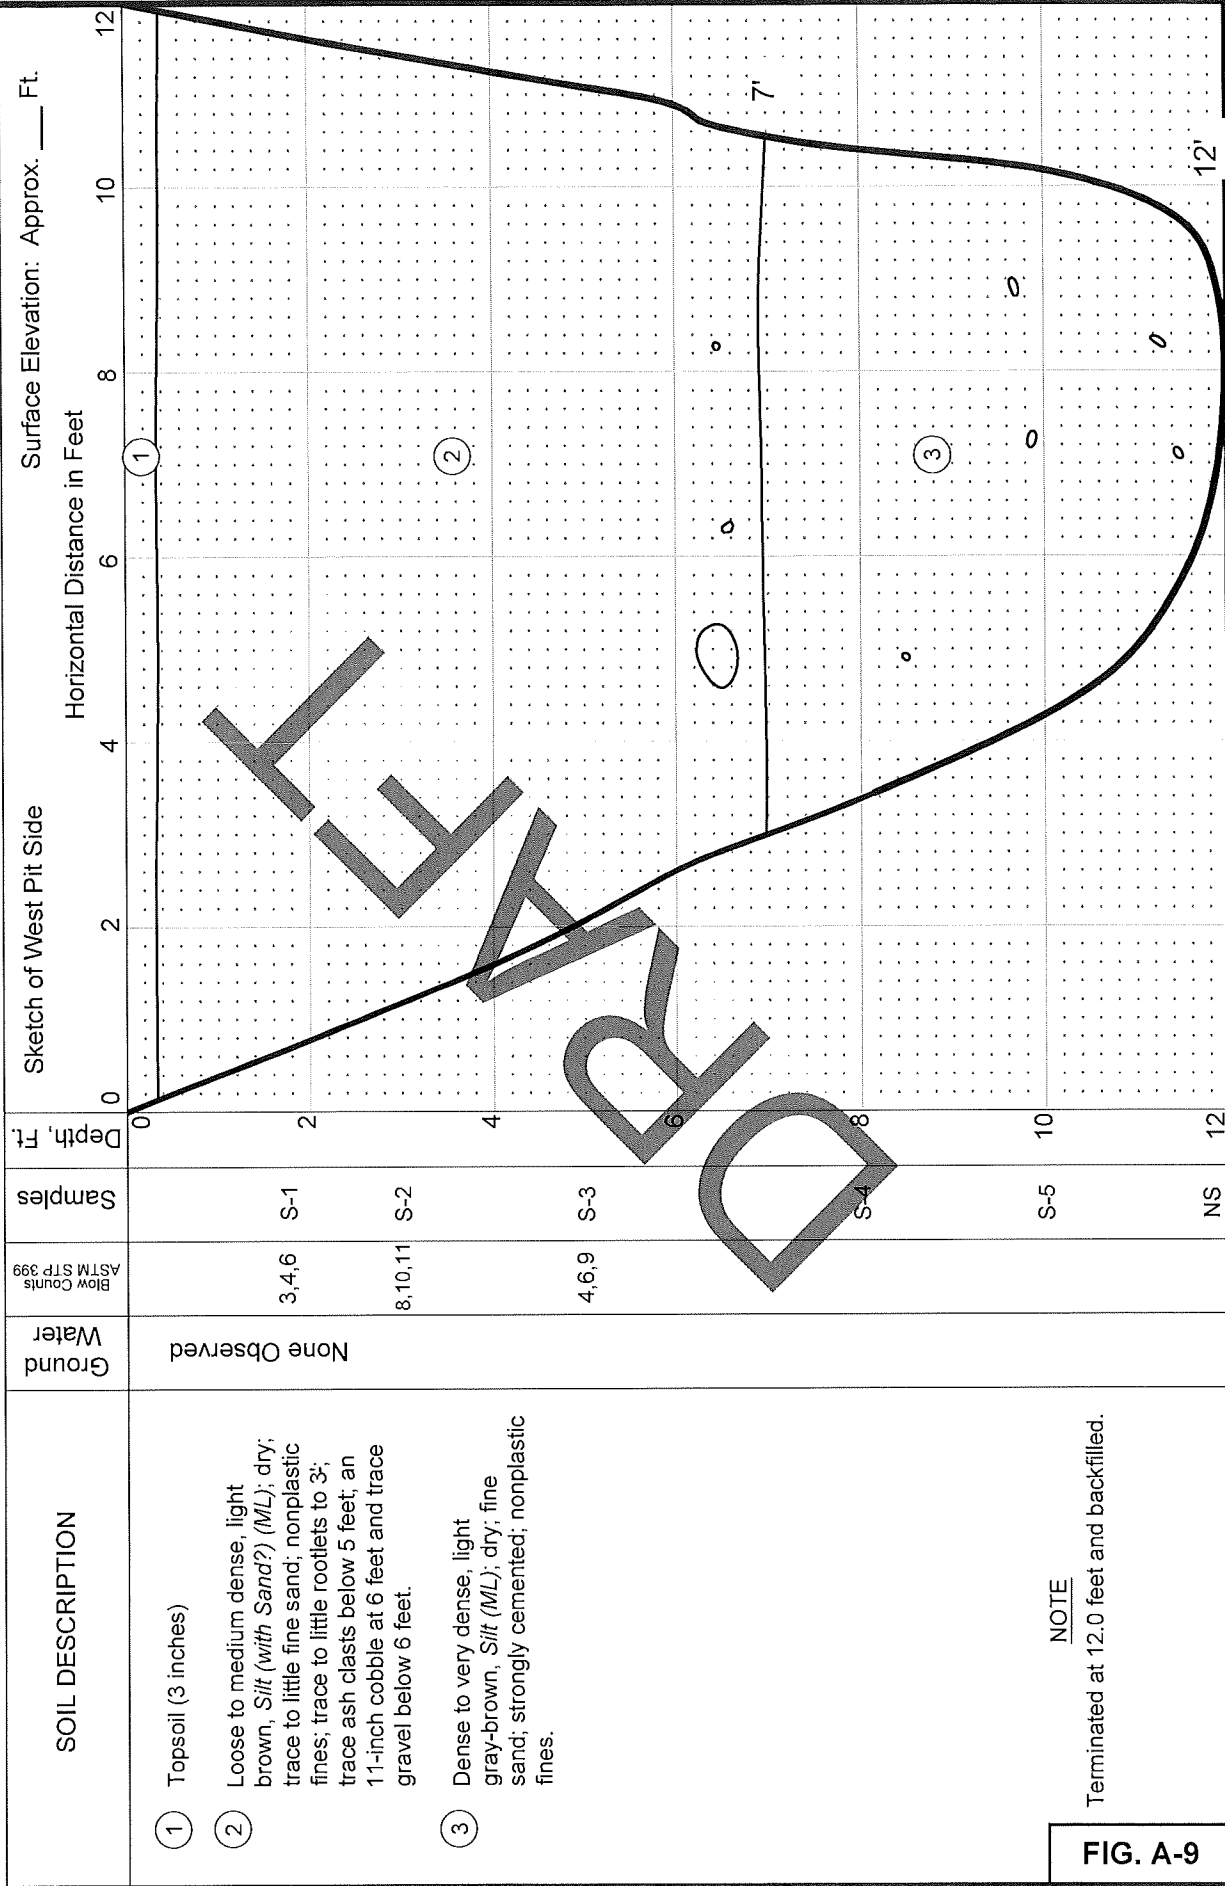 SOIL DESCRIPTION
Ground
Water
Blow Counts
ASTM STP 399
Samples
Depth, Ft.
Sketch of West Pit Side
Surface Elevation: Approx. ___ Ft.
Horizontal Distance in Feet
0 2 4 6 8 10 12
1 Topsoil (3 inches)
2 Loose to medium dense, light
brown, Silt (with Sand?) (ML); dry;
trace to little fine sand; nonplastic
fines; trace to little rootlets to 3';
trace ash clasts below 5 feet; an
11-inch cobble at 6 feet and trace
gravel below 6 feet.
3 Dense to very dense, light
gray-brown, Silt (ML); dry; fine
sand; strongly cemented; nonplastic
fines.
NOTE
Terminated at 12.0 feet and backfilled.
None Observed
3,4,6
8,10,11
4,6,9
S-1
S-2
S-3
S-4
S-5
NS
0
2
4
6
8
10
12
1
2
3
7'
12'
DRAFT
FIG. A-9